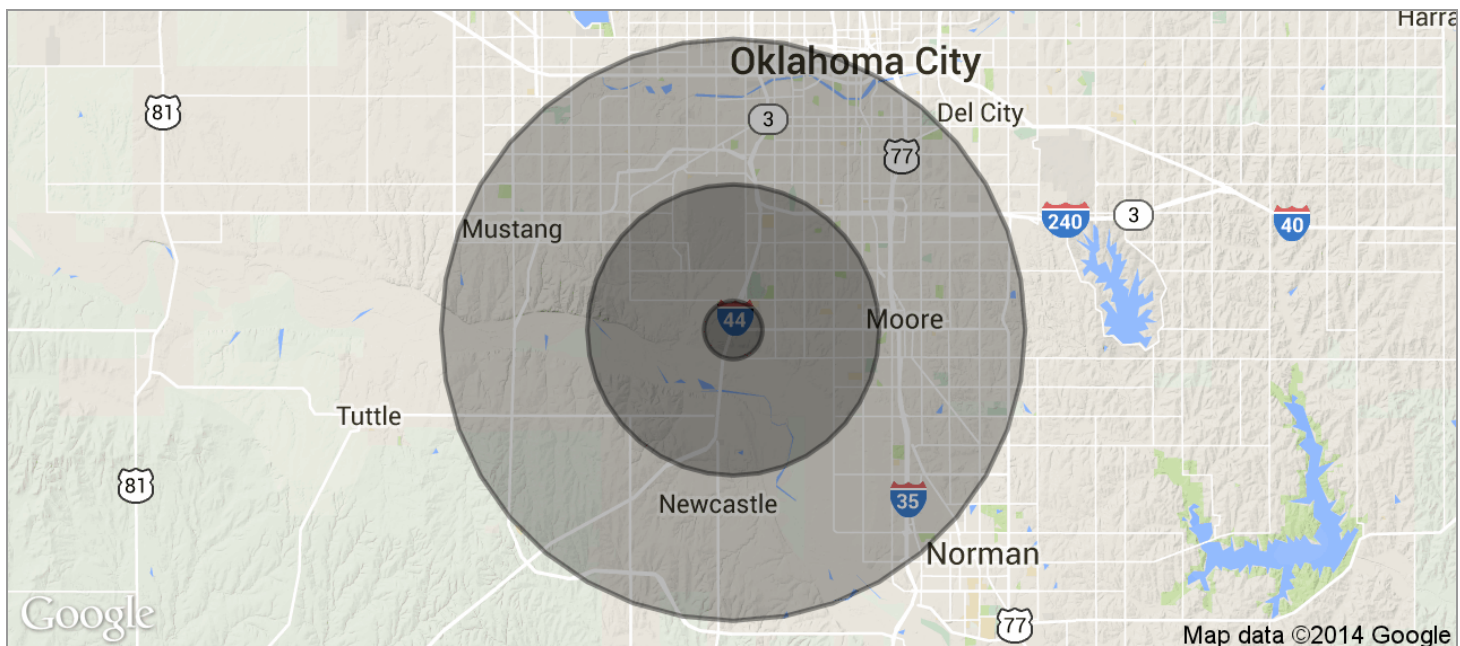 Harra
Oklahoma City
81
Del City
3
77
240
3
40
Mustang
44
Moore
Tuttle
81
Newcastle
35
Norman
Google
77
Map data ©2014 Google